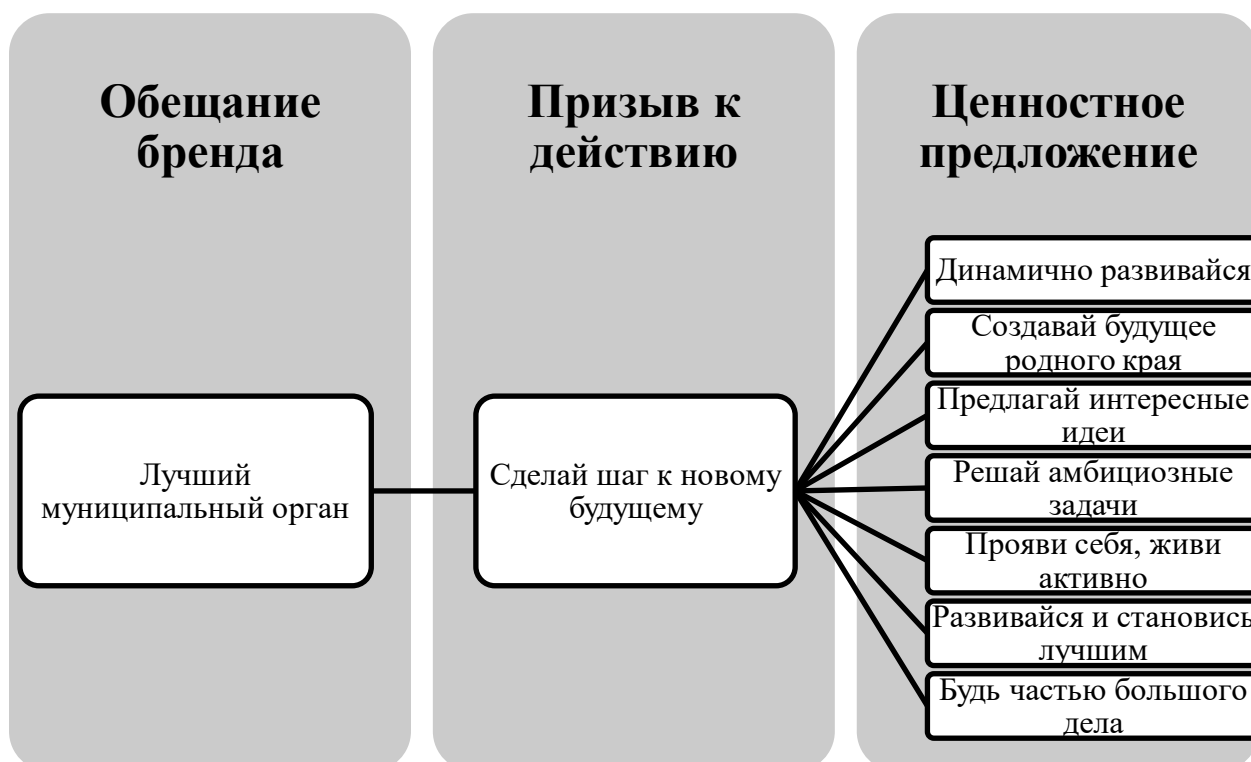 Обещание
бренда
Призыв к
действию
Ценностное
предложение
Лучший
муниципальный орган
Сделай шаг к новому
будущему
Динамично развивайся
Создавай будущее
родного края
Предлагай интересные
идеи
Решай амбициозные
задачи
Прояви себя, живи
активно
Развивайся и становись
лучшим
Будь частью большого
дела